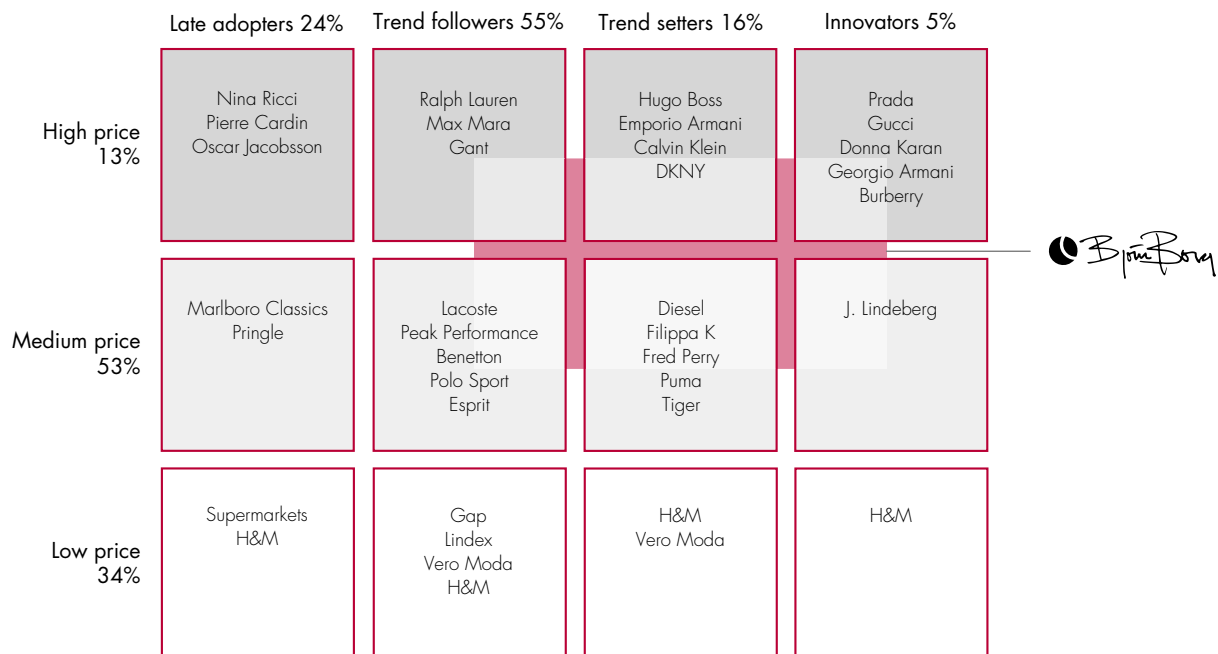 Late adopters 24%
Trend followers 55%
Trend setters 16%
Innovators 5%
High price
13%
Nina Ricci
Pierre Cardin
Oscar Jacobsson
Ralph Lauren
Max Mara
Gant
Hugo Boss
Emporio Armani
Calvin Klein
DKNY
Prada
Gucci
Donna Karan
Georgio Armani
Burberry
Björn Borg
Medium price
53%
Marlboro Classics
Pringle
Lacoste
Peak Performance
Benetton
Polo Sport
Esprit
Diesel
Filippa K
Fred Perry
Puma
Tiger
J. Lindeberg
Low price
34%
Supermarkets
H&M
Gap
Lindex
Vero Moda
H&M
H&M
Vero Moda
H&M